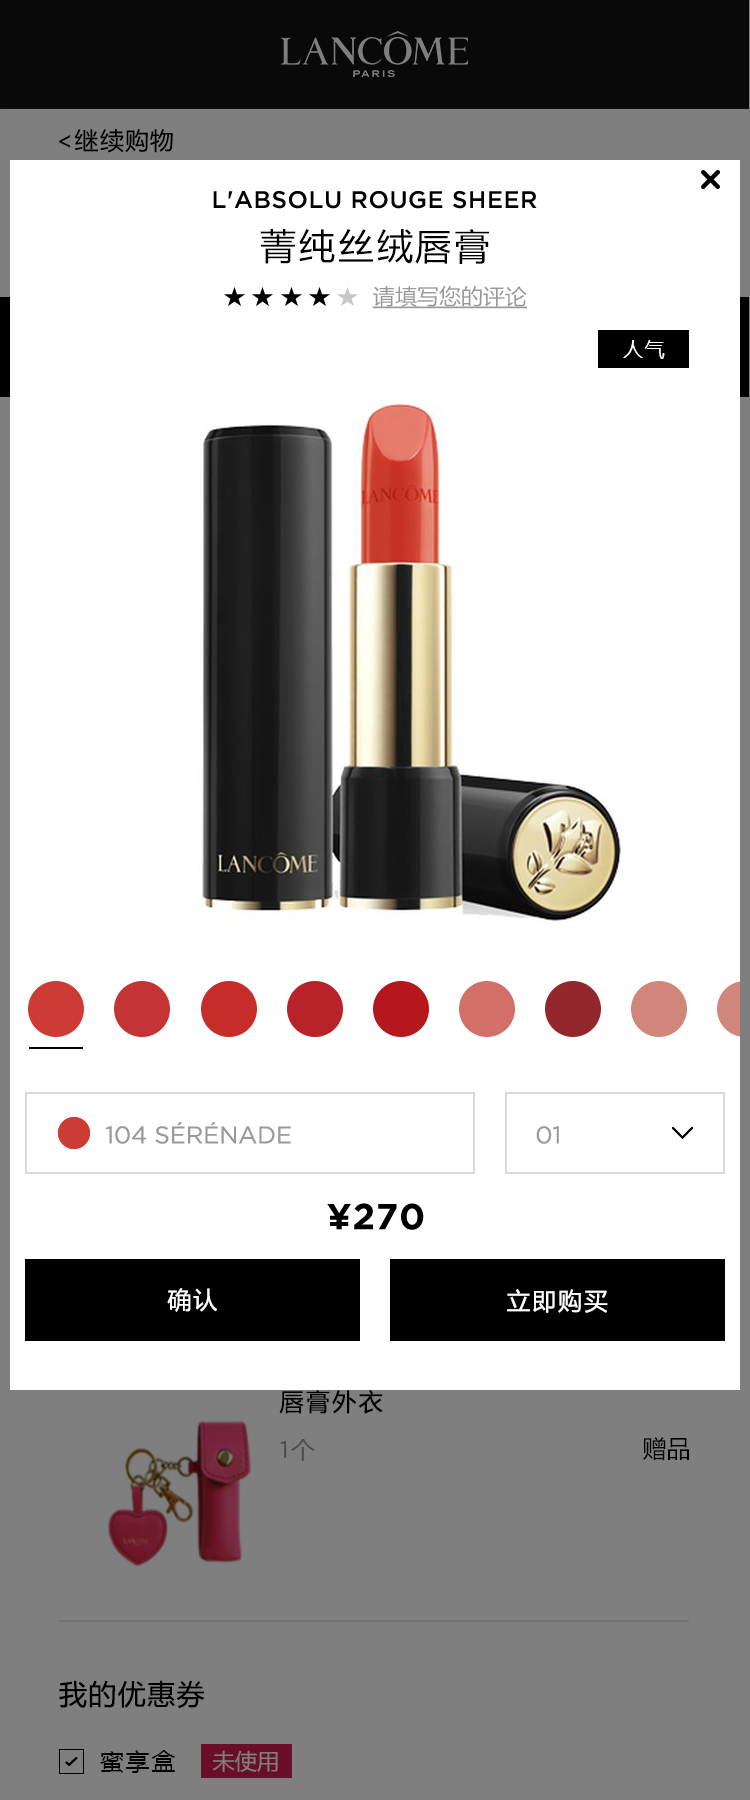 LANCÔME
PARIS
<继续购物
L'ABSOLU ROUGE SHEER
菁纯丝绒唇膏
请填写您的评论
人气
LANCÔME
LANCÔME
104 SÉRÉNADE
01
¥270
确认
立即购买
唇膏外衣
1个
赠品
我的优惠券
蜜享盒
未使用